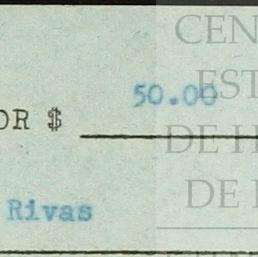 CEN
EST
50.00
OR $
DE H
DE
Rivas